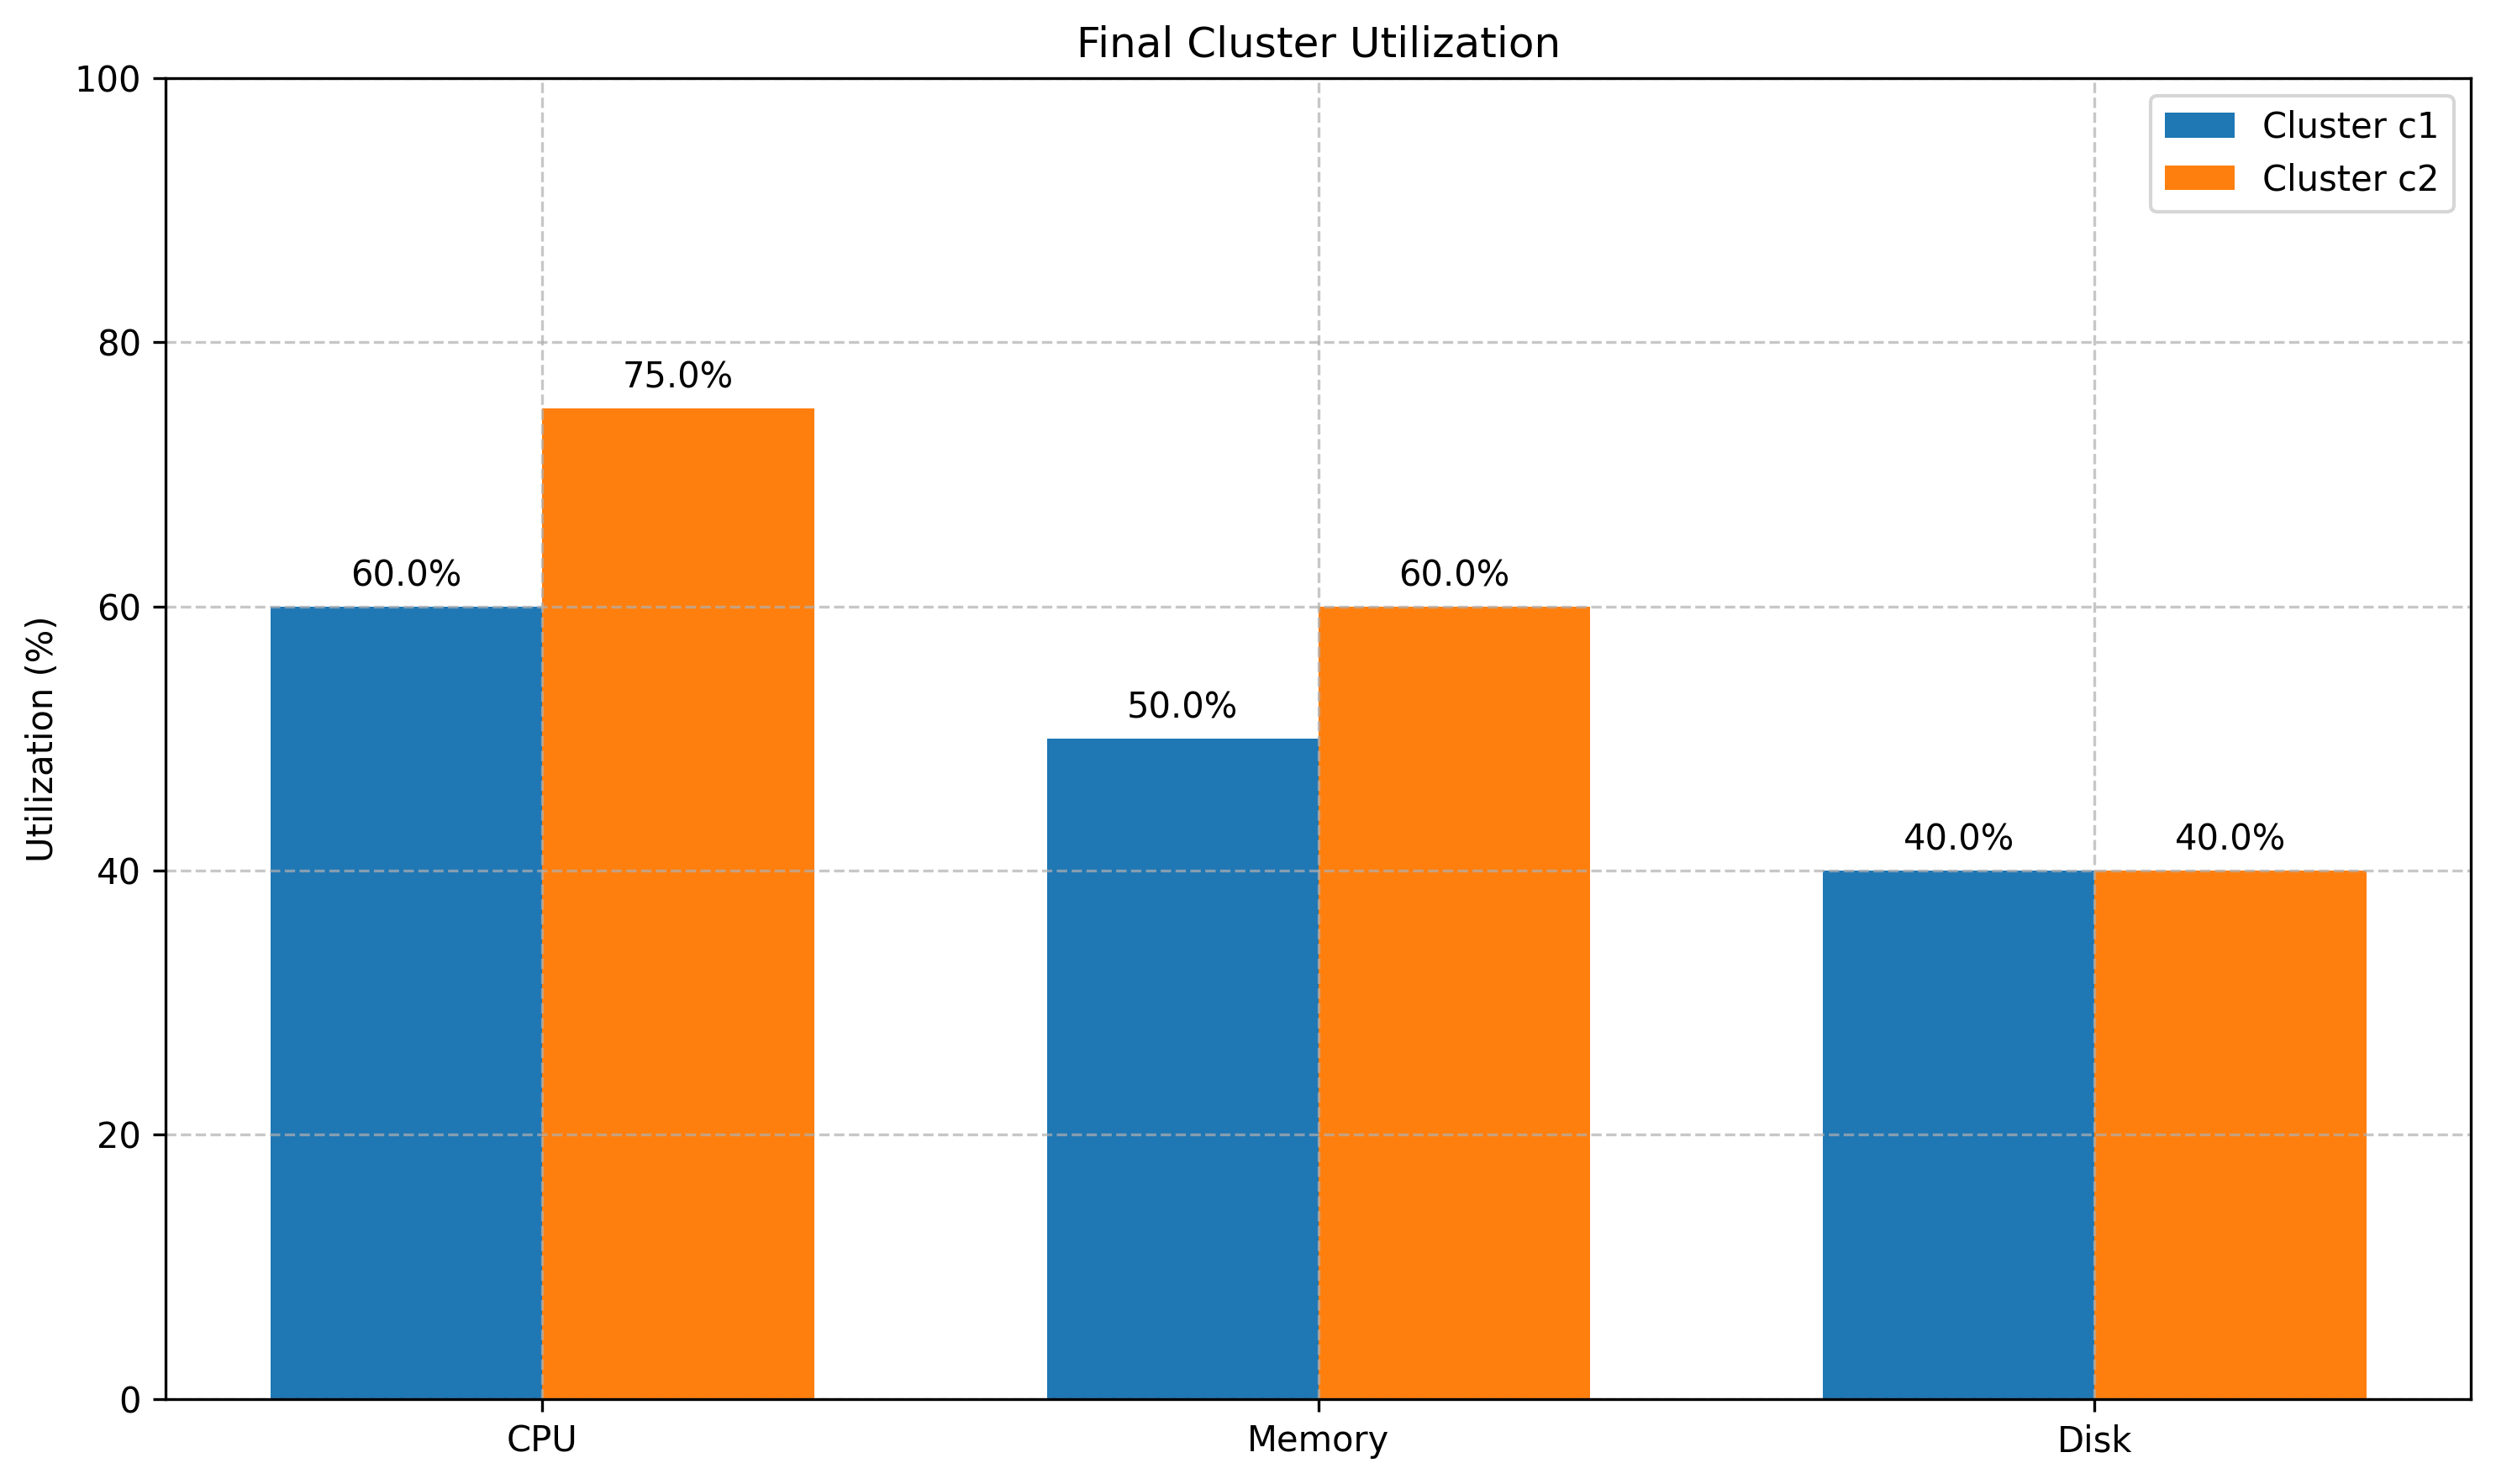 Final Cluster Utilization
100
80
60
40
20
0
Utilization (%)
Cluster c1
Cluster c2
60.0%
75.0%
50.0%
60.0%
40.0%
40.0%
CPU
Memory
Disk